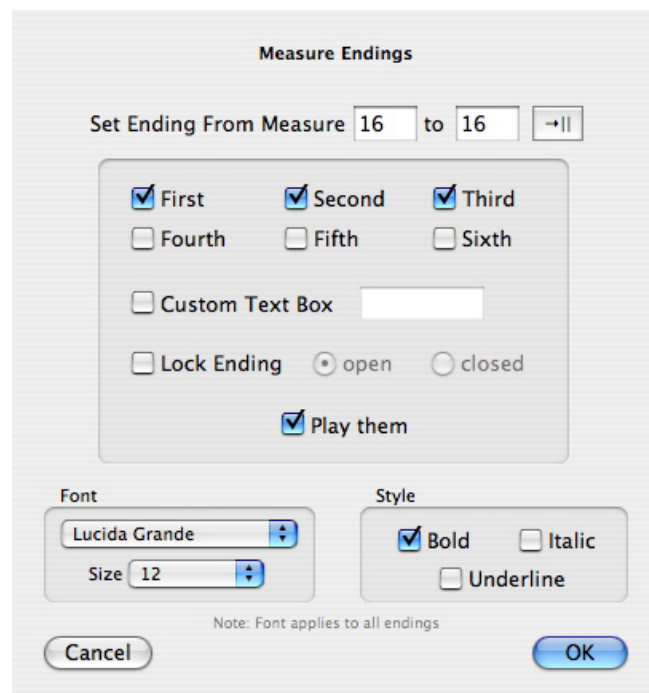 Measure Endings
Set Ending From Measure 16 to 16
First Second Third
Fourth Fifth Sixth
Custom Text Box
Lock Ending open closed
Play them
Font Style
Lucida Grande
Bold Italic
Size 12
Underline
Note: Font applies to all endings
Cancel OK